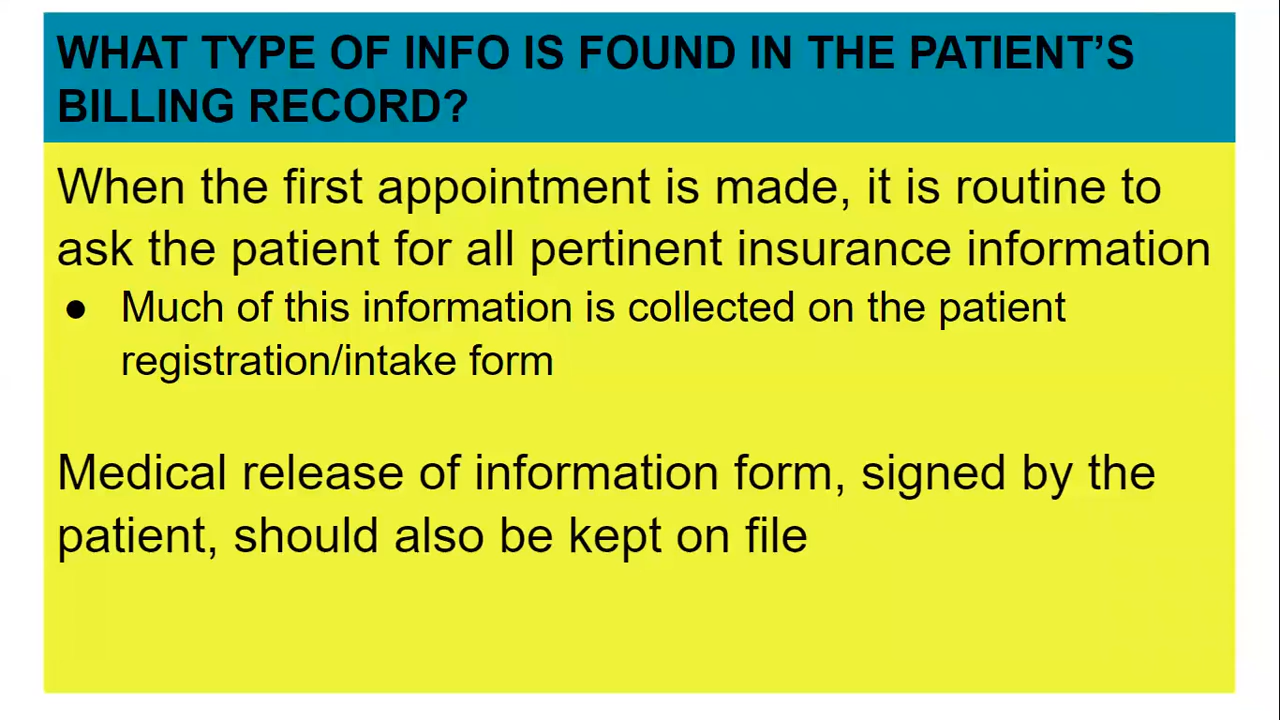 WHAT TYPE OF INFO IS FOUND IN THE PATIENT’S
BILLING RECORD?
When the first appointment is made, it is routine to
ask the patient for all pertinent insurance information
● Much of this information is collected on the patient
registration/intake form
Medical release of information form, signed by the
patient, should also be kept on file